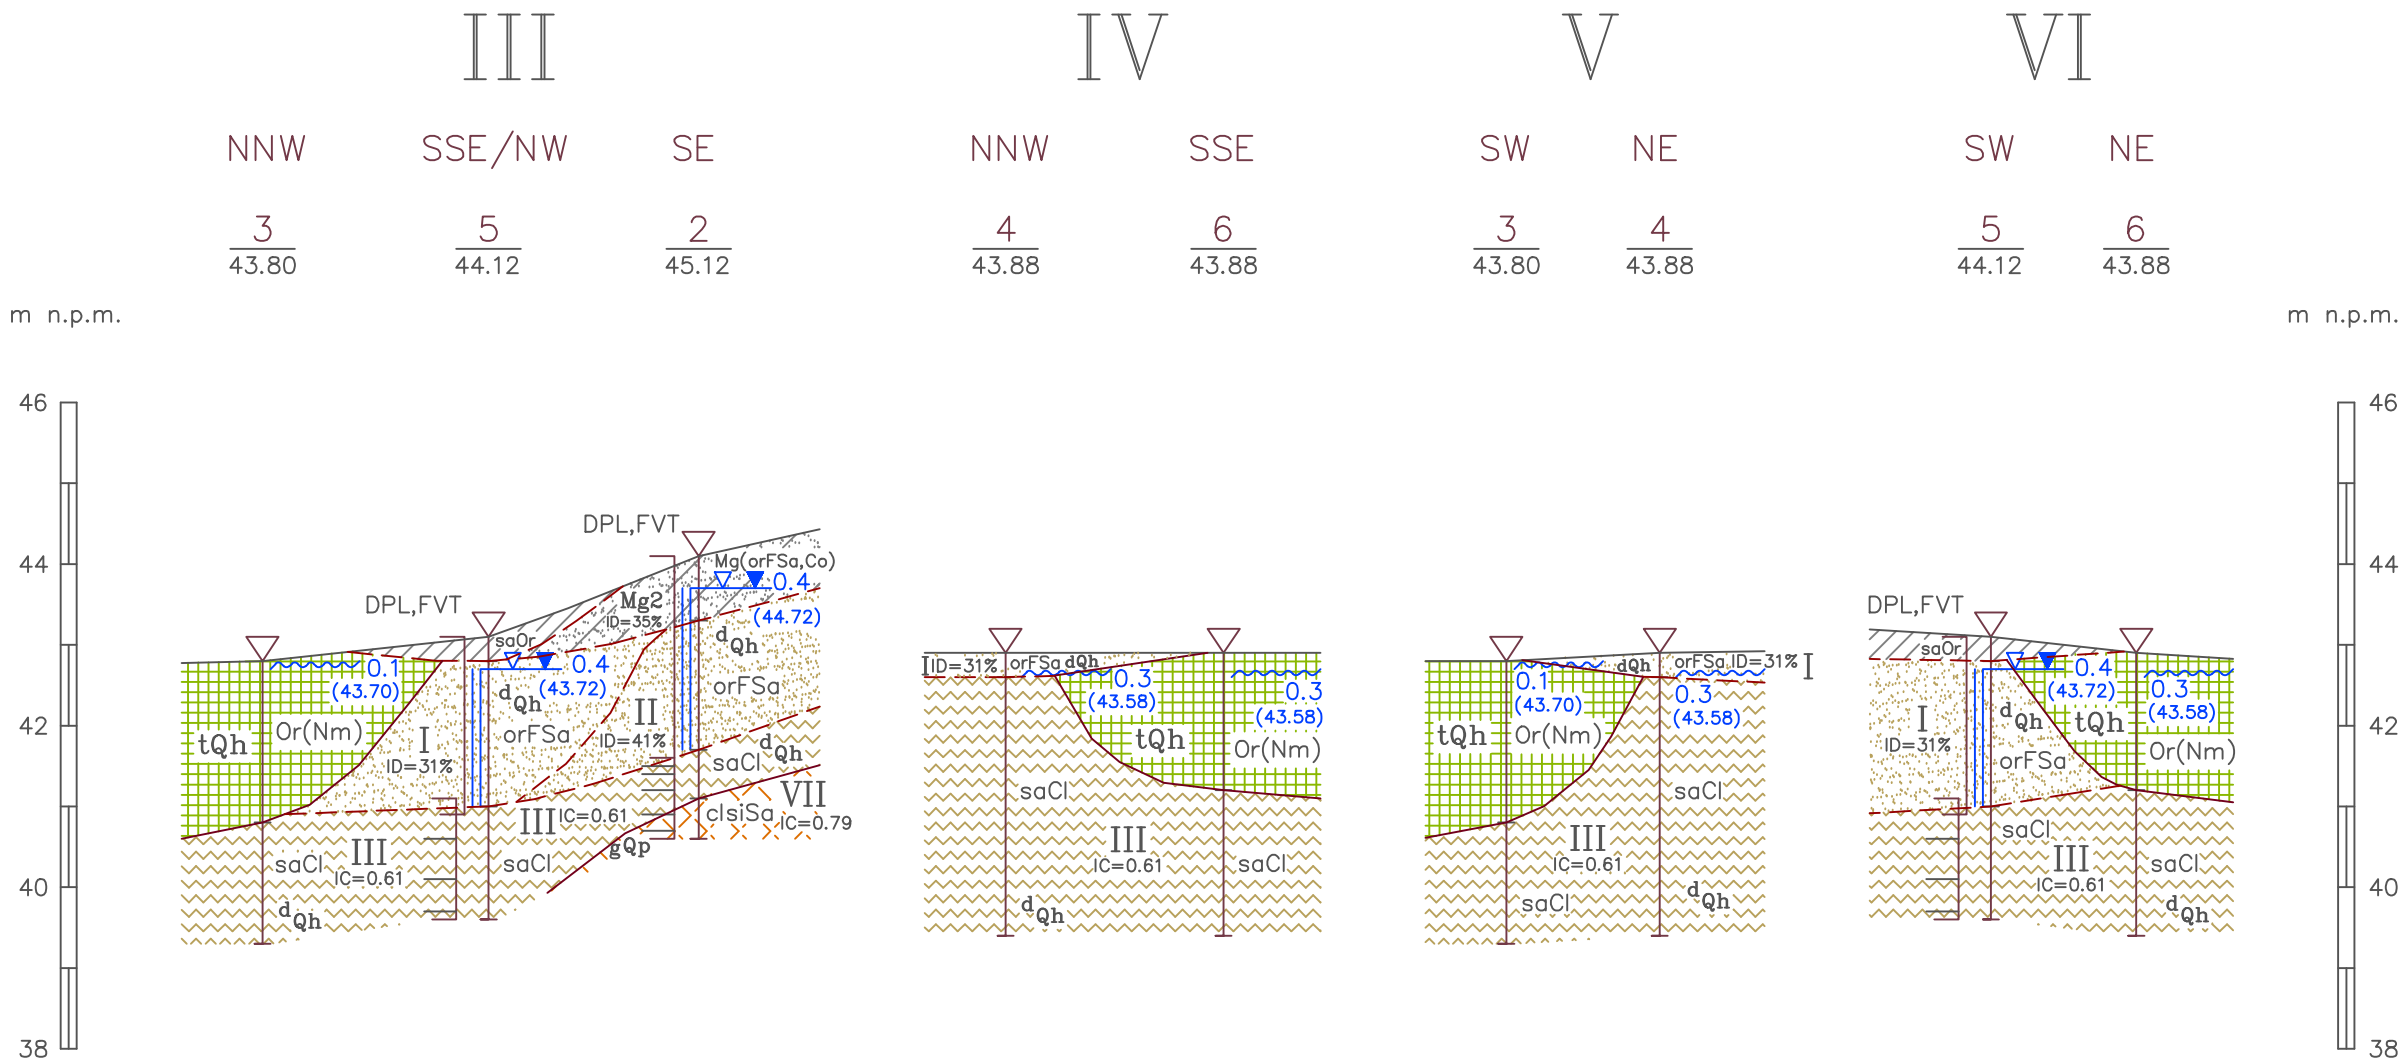 III IV V VI
NNW SSE/NW SE NNW SSE SW NE SW NE
3 5 2 4 6 3 4 5 6
43.80 44.12 45.12 43.88 43.88 43.80 43.88 44.12 43.88
m n.p.m. m n.p.m.
46 46
44 44
42 42
40 40
38 38
DPL,FVT
Mg(orFSa,Co)
0.4
(44.72)
Mg2
ID=35%
DPL,FVT
saOr
0.4
(43.72)
0.1
(43.70)
dQh
orFSa
dQh
orFSa
II
ID=41%
tQh
Or(Nm)
I
ID=31%
dQh
saCl
VII
IC=0.79
clsiSa
III IC=0.61
gQp
III
IC=0.61
saCl
saCl
dQh
I ID=31% orFSa dQh
0.3
(43.58)
0.3
(43.58)
tQh
Or(Nm)
saCl
III
IC=0.61
saCl
dQh
dQh orFSa ID=31% I
0.1
(43.70)
0.3
(43.58)
tQh
Or(Nm)
saCl
III
IC=0.61
saCl
dQh
DPL,FVT
saOr
0.4
(43.72)
0.3
(43.58)
I
ID=31%
dQh
tQh
orFSa
Or(Nm)
saCl
III
IC=0.61
saCl
dQh